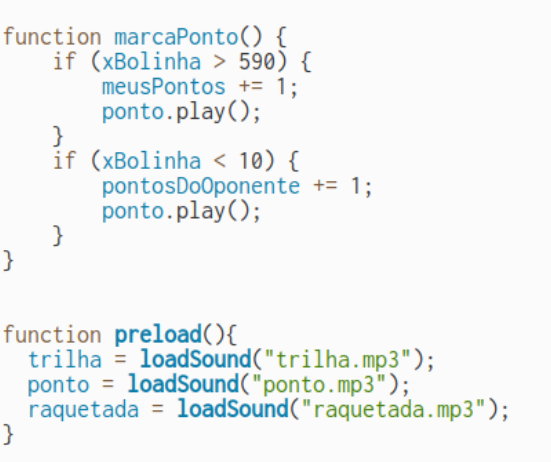 function marcaPonto() {
    if (xBolinha > 590) {
        meusPontos += 1;
        ponto.play();
    }
    if (xBolinha < 10) {
        pontosDoOponente += 1;
        ponto.play();
    }
}
function preload(){
  trilha = loadSound("trilha.mp3");
  ponto = loadSound("ponto.mp3");
  raquetada = loadSound("raquetada.mp3");
}